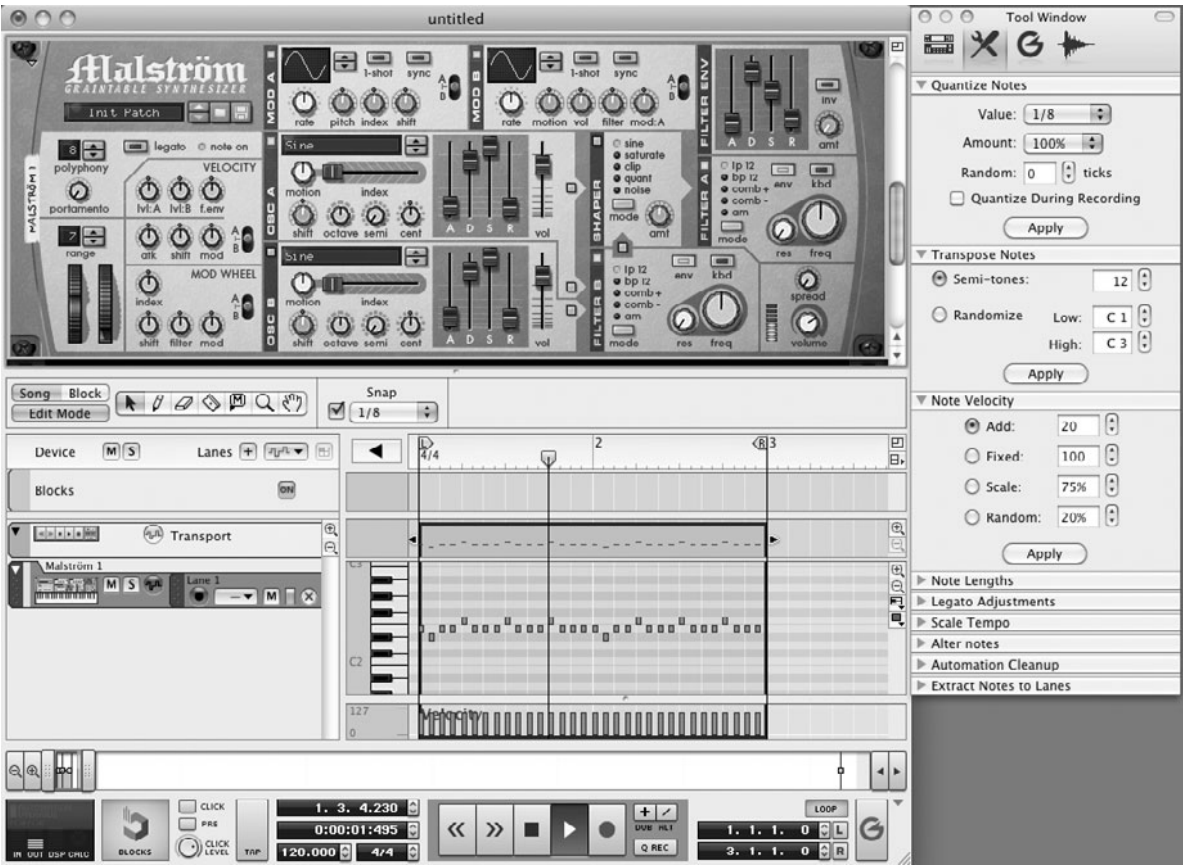 untitled
Malström
GRAINTABLE SYNTHESIZER
Init Patch
MALSTRÖM 1
8
polyphony
portamento
7
range
legato
note on
VELOCITY
lvl:A lvl:B f.env
atk shift mod
A
B
MOD WHEEL
index
A
B
shift filter mod
MOD A
1-shot sync
A
B
rate pitch index shift
MOD B
1-shot sync
A
B
rate motion vol filter mod:A
FILTER ENV
A D S R
inv
amt
OSC A
Sine
motion index
shift octave semi cent
A D S R vol
OSC B
Sine
motion index
shift octave semi cent
A D S R vol
SHAPER
sine
saturate
clip
quant
noise
mode
amt
FILTER A
lp 12
bp 12
comb +
comb -
am
mode
env kbd
res freq
FILTER B
lp 12
bp 12
comb +
comb -
am
mode
env kbd
res freq
spread
volume
Song Block
Edit Mode
M
Snap
1/8
Device M S Lanes
Blocks ON
Transport
Malström 1
M S
Lane 1
M
L
4/4
2
R
3
C3
C2
127
0
Velocity
IN OUT DSP CALC
BLOCKS
CLICK
PRE
CLICK
LEVEL
TAP
1. 3. 4.230
0:00:01:495
120.000 4/4
DUB ALT
Q REC
LOOP
1. 1. 1. 0 L
3. 1. 1. 0 R
Tool Window
Quantize Notes
Value: 1/8
Amount: 100%
Random: 0 ticks
Quantize During Recording
Apply
Transpose Notes
Semi-tones: 12
Randomize Low: C 1
High: C 3
Apply
Note Velocity
Add: 20
Fixed: 100
Scale: 75%
Random: 20%
Apply
Note Lengths
Legato Adjustments
Scale Tempo
Alter notes
Automation Cleanup
Extract Notes to Lanes